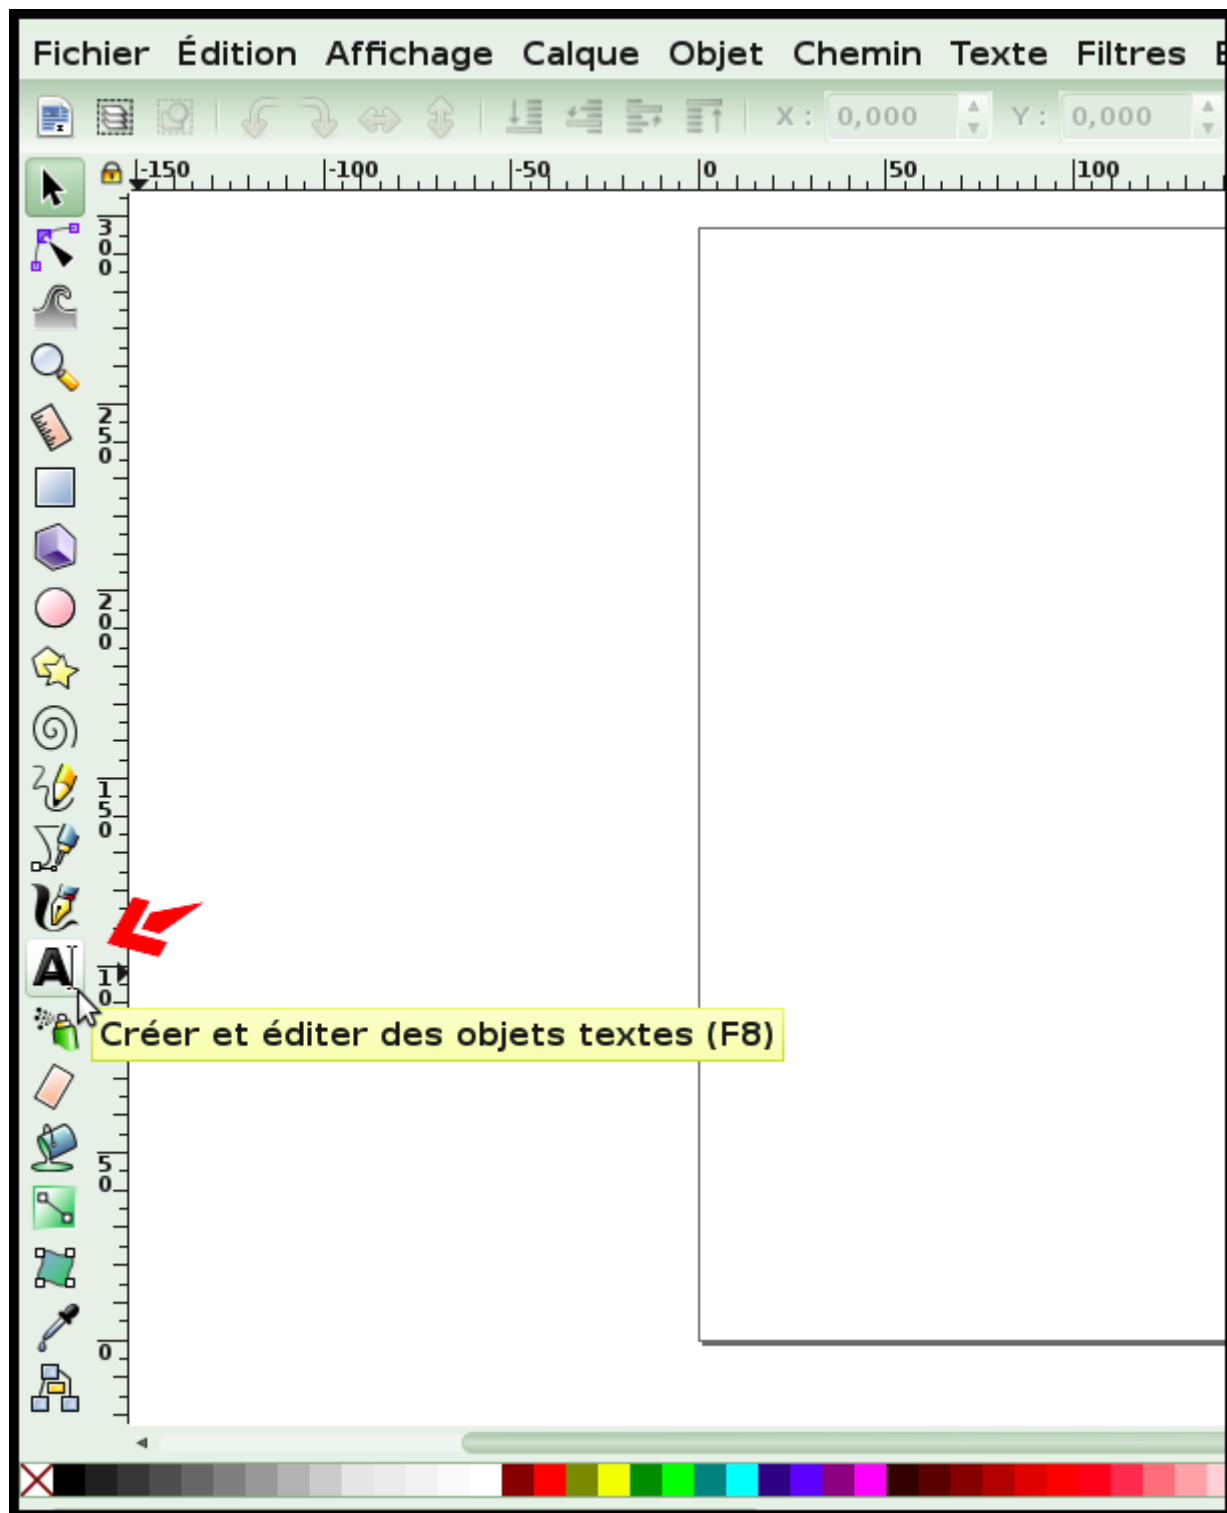 Fichier Édition Affichage Calque Objet Chemin Texte Filtres
X : 0,000 Y : 0,000
-150 -100 -50 0 50 100
300
250
200
150
A
10
Créer et éditer des objets textes (F8)
50
0